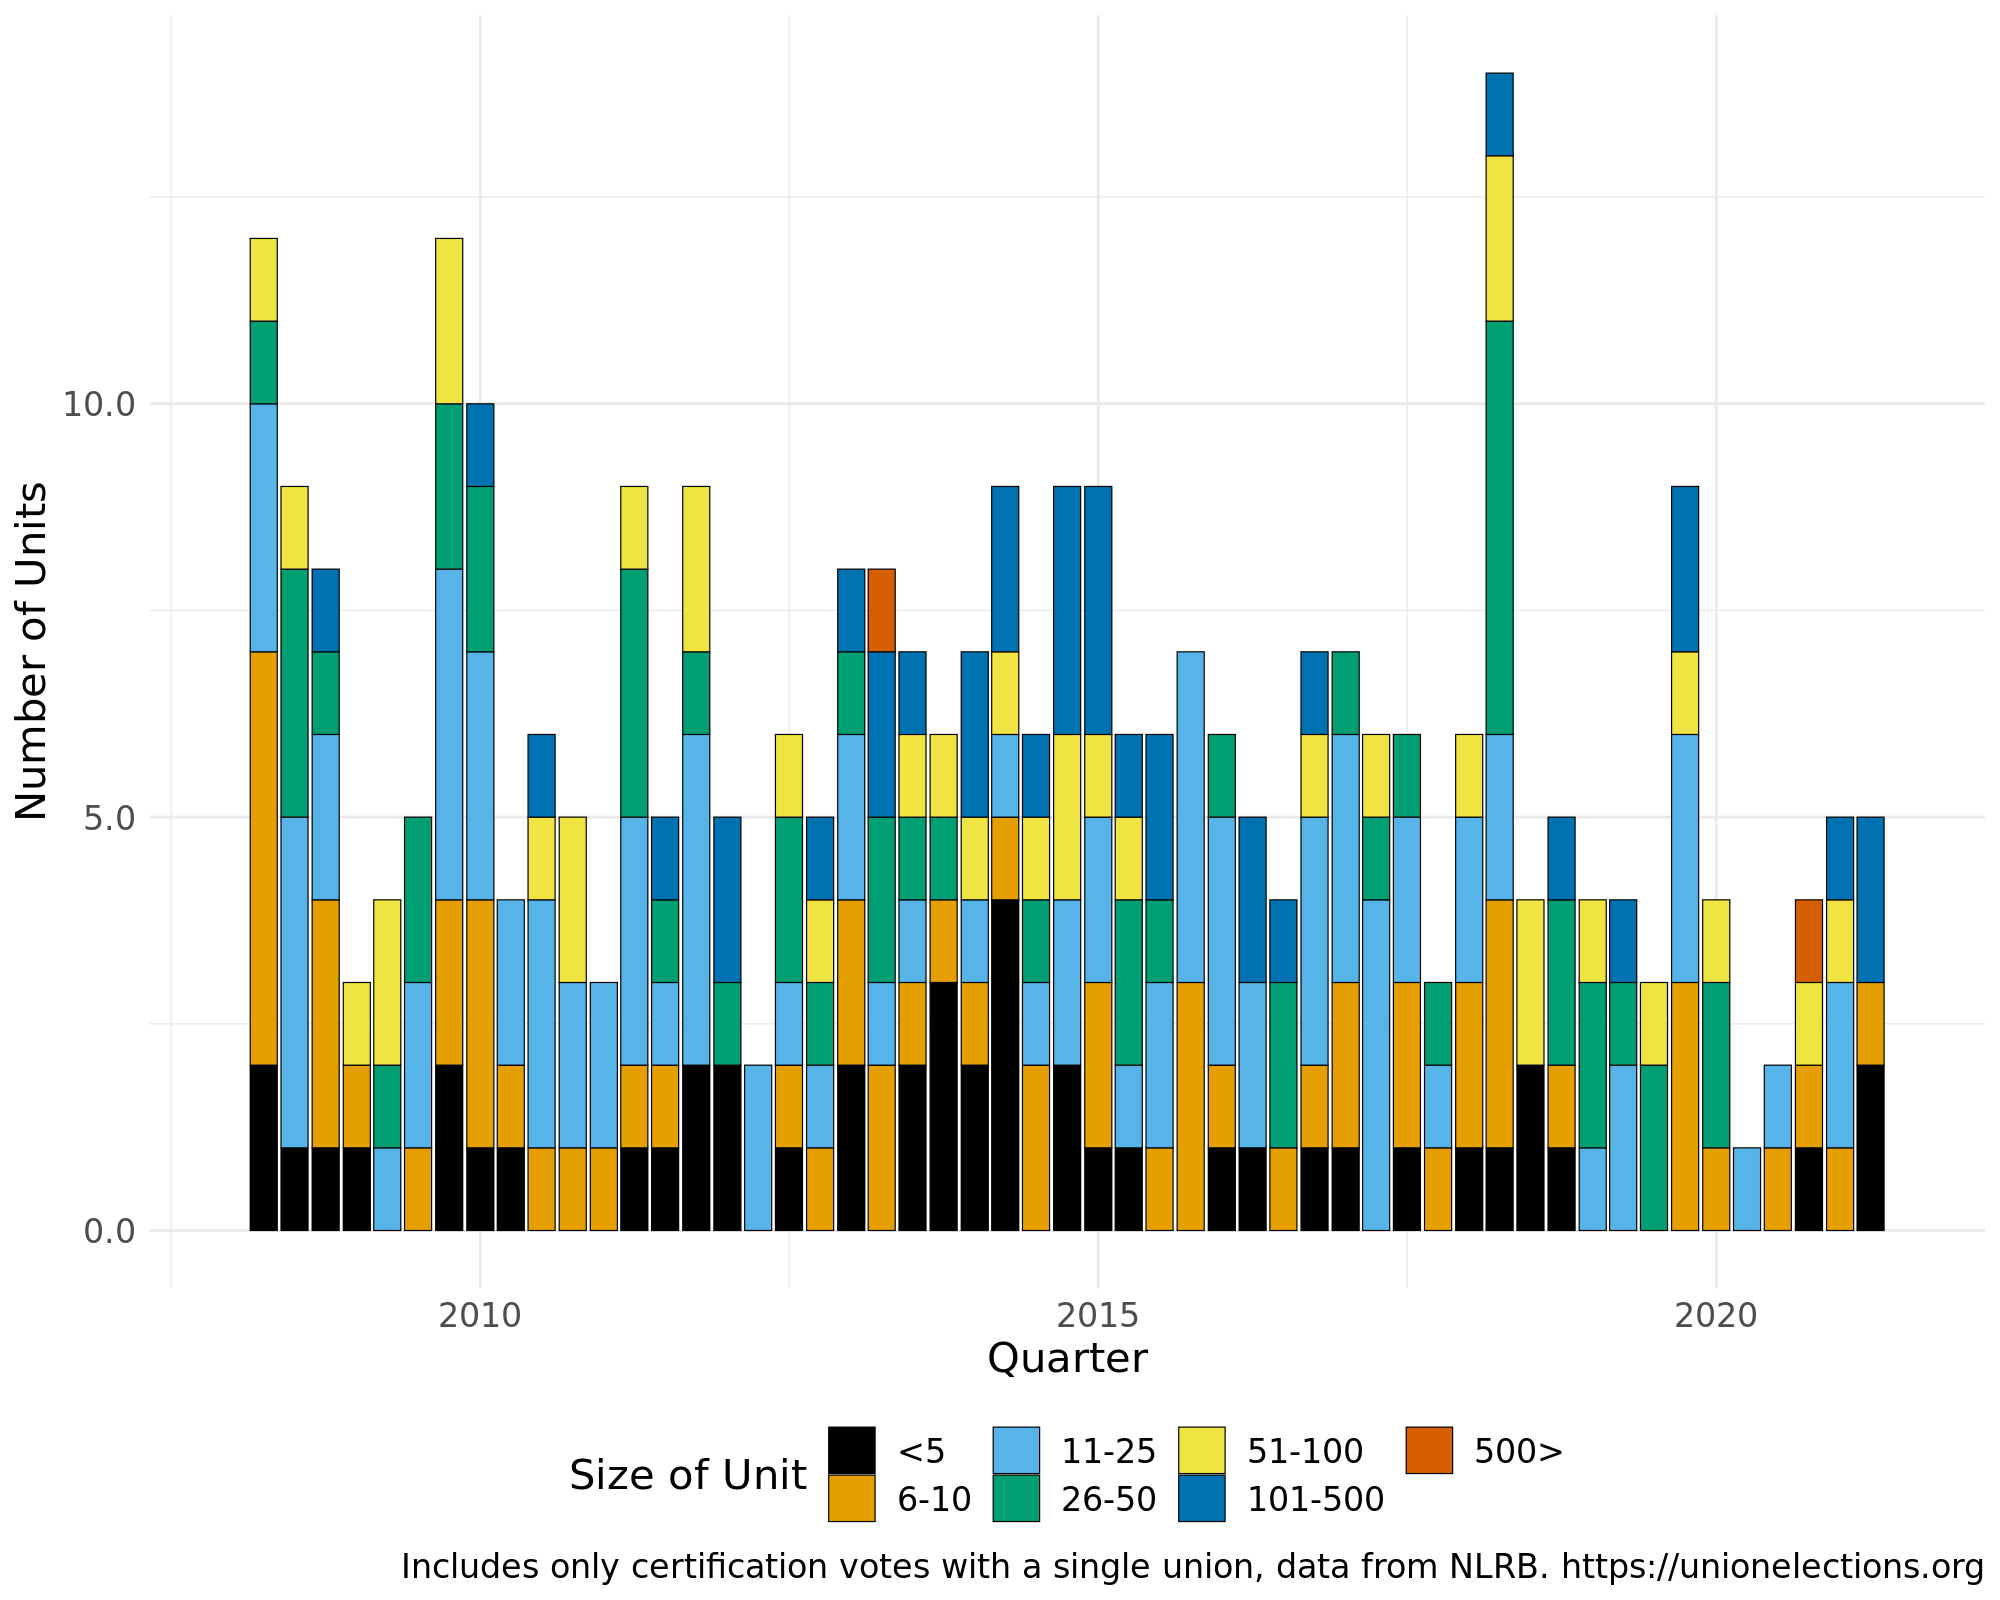 Number of Units
10.0
5.0
0.0
2010 2015 2020
Quarter
Size of Unit
<5 11-25 51-100 500>
6-10 26-50 101-500
Includes only certification votes with a single union, data from NLRB. https://unionelections.org